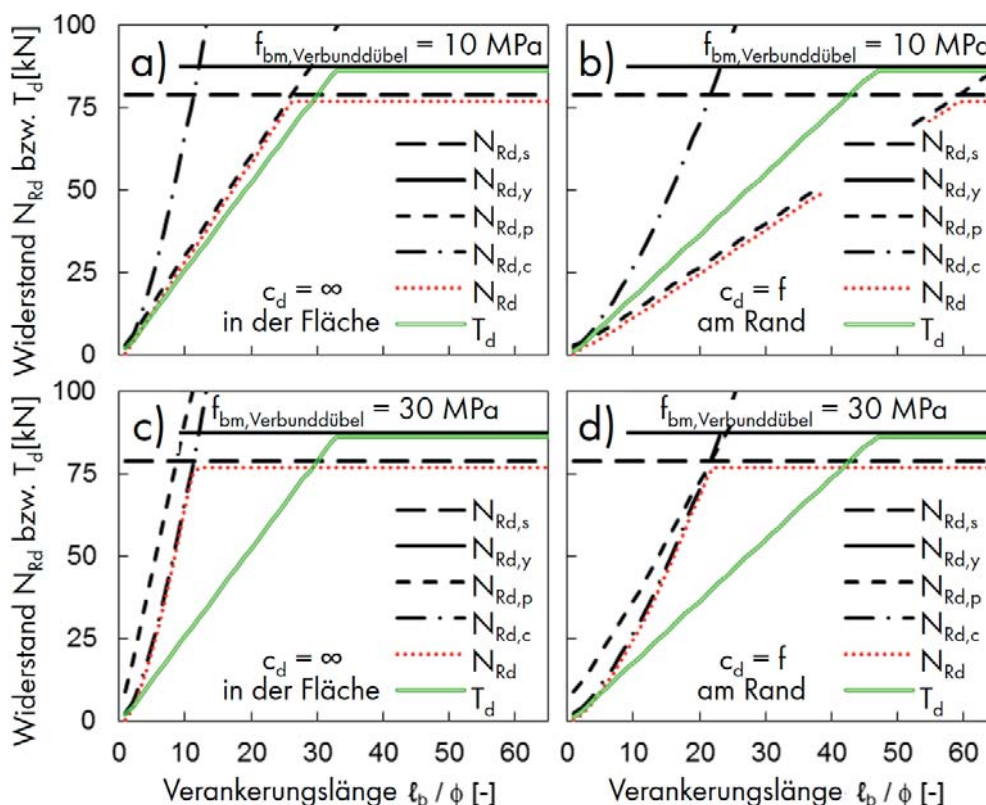 Widerstand N_Rd bzw. T_d[kN]
100
75
50
25
0
a)
f_bm,Verbunddübel = 10 MPa
N_Rd,s
N_Rd,y
N_Rd,p
N_Rd,c
N_Rd
T_d
c_d = ∞
in der Fläche
b)
f_bm,Verbunddübel = 10 MPa
N_Rd,s
N_Rd,y
N_Rd,p
N_Rd,c
N_Rd
T_d
c_d = f
am Rand
Widerstand N_Rd bzw. T_d[kN]
100
75
50
25
0
c)
f_bm,Verbunddübel = 30 MPa
N_Rd,s
N_Rd,y
N_Rd,p
N_Rd,c
N_Rd
T_d
c_d = ∞
in der Fläche
d)
f_bm,Verbunddübel = 30 MPa
N_Rd,s
N_Rd,y
N_Rd,p
N_Rd,c
N_Rd
T_d
c_d = f
am Rand
0 10 20 30 40 50 60
0 10 20 30 40 50 60
Verankerungslänge ℓ_b / ϕ [-]
Verankerungslänge ℓ_b / ϕ [-]